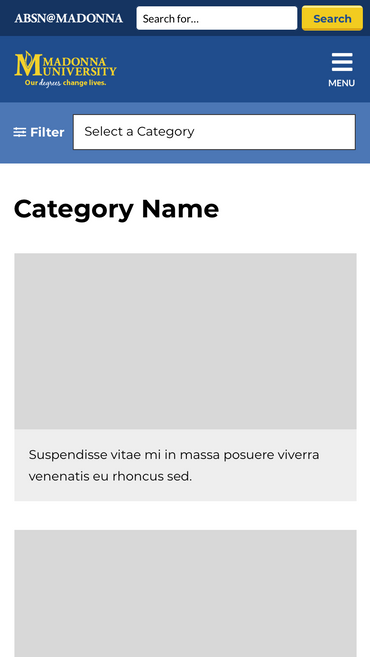 ABSN@MADONNA
Search for...
Search
MADONNA
UNIVERSITY
Our degrees change lives.
MENU
Filter
Select a Category
Category Name
Suspendisse vitae mi in massa posuere viverra
venenatis eu rhoncus sed.